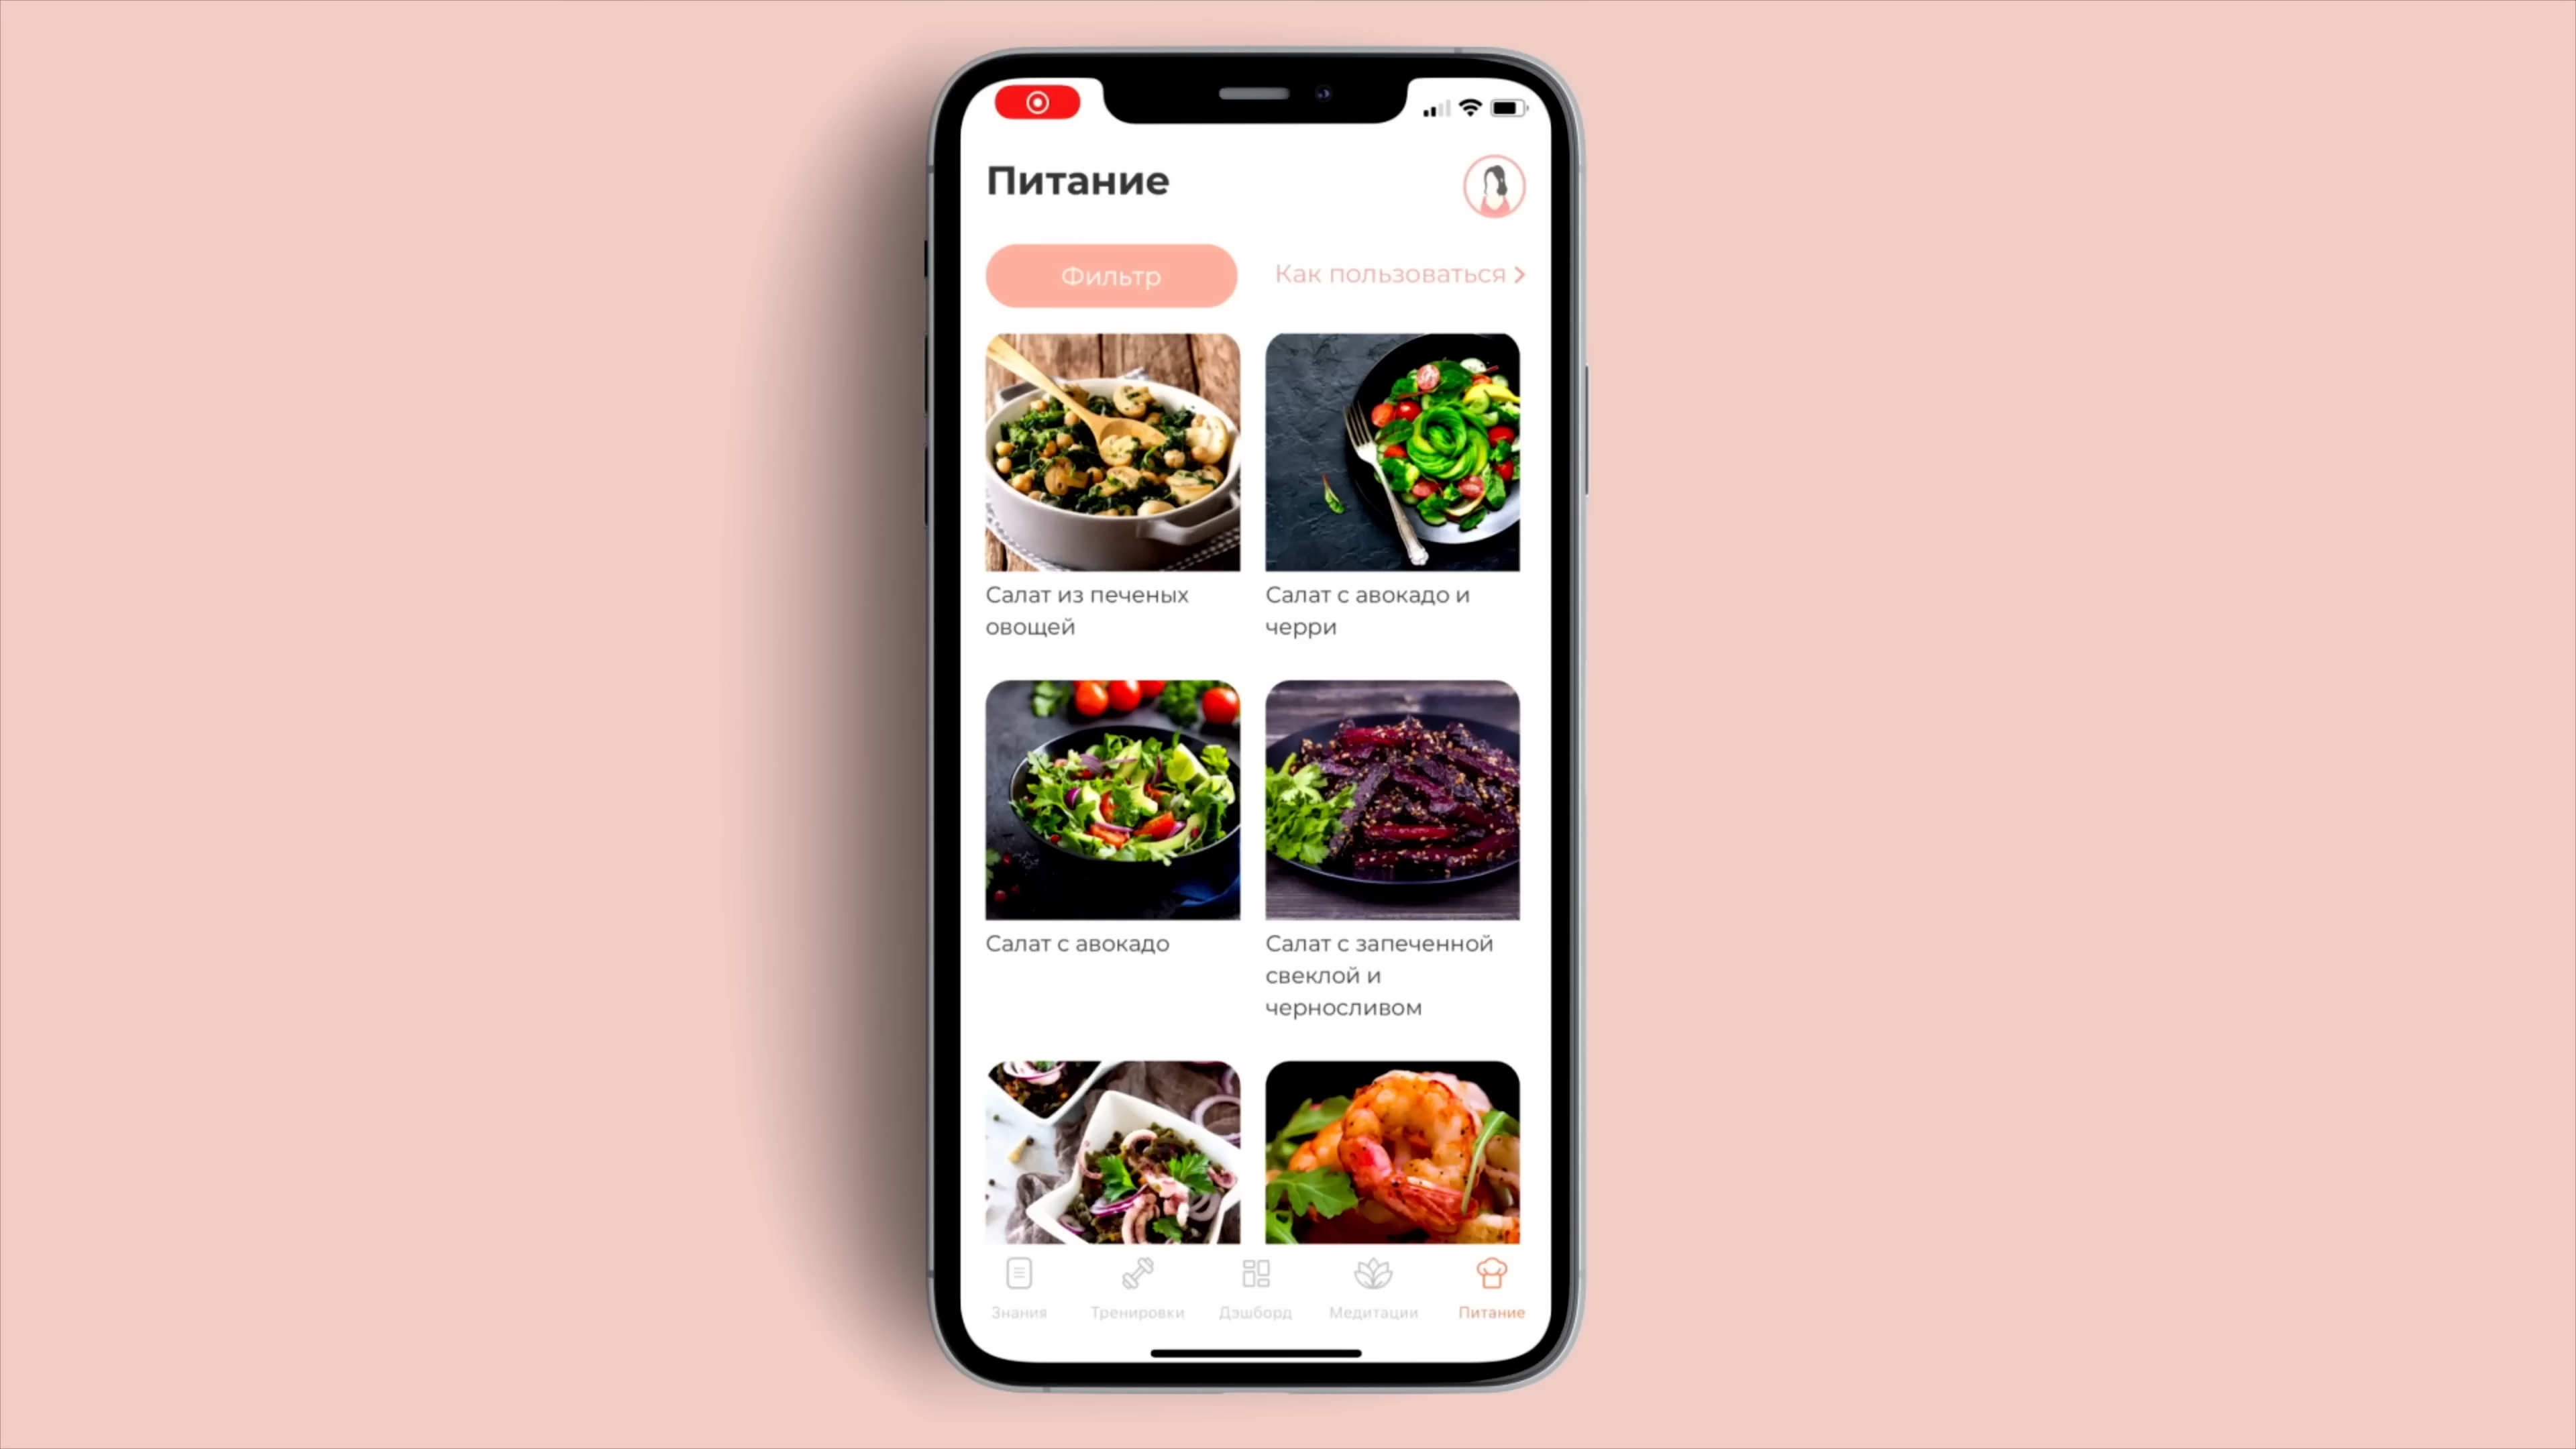 Питание
Фильтр
Как пользоваться
Салат из печеных
овощей
Салат с авокадо и
черри
Салат с авокадо
Салат с запеченной
свеклой и
черносливом
Знания
Тренировки
Дэшборд
Медитации
Питание